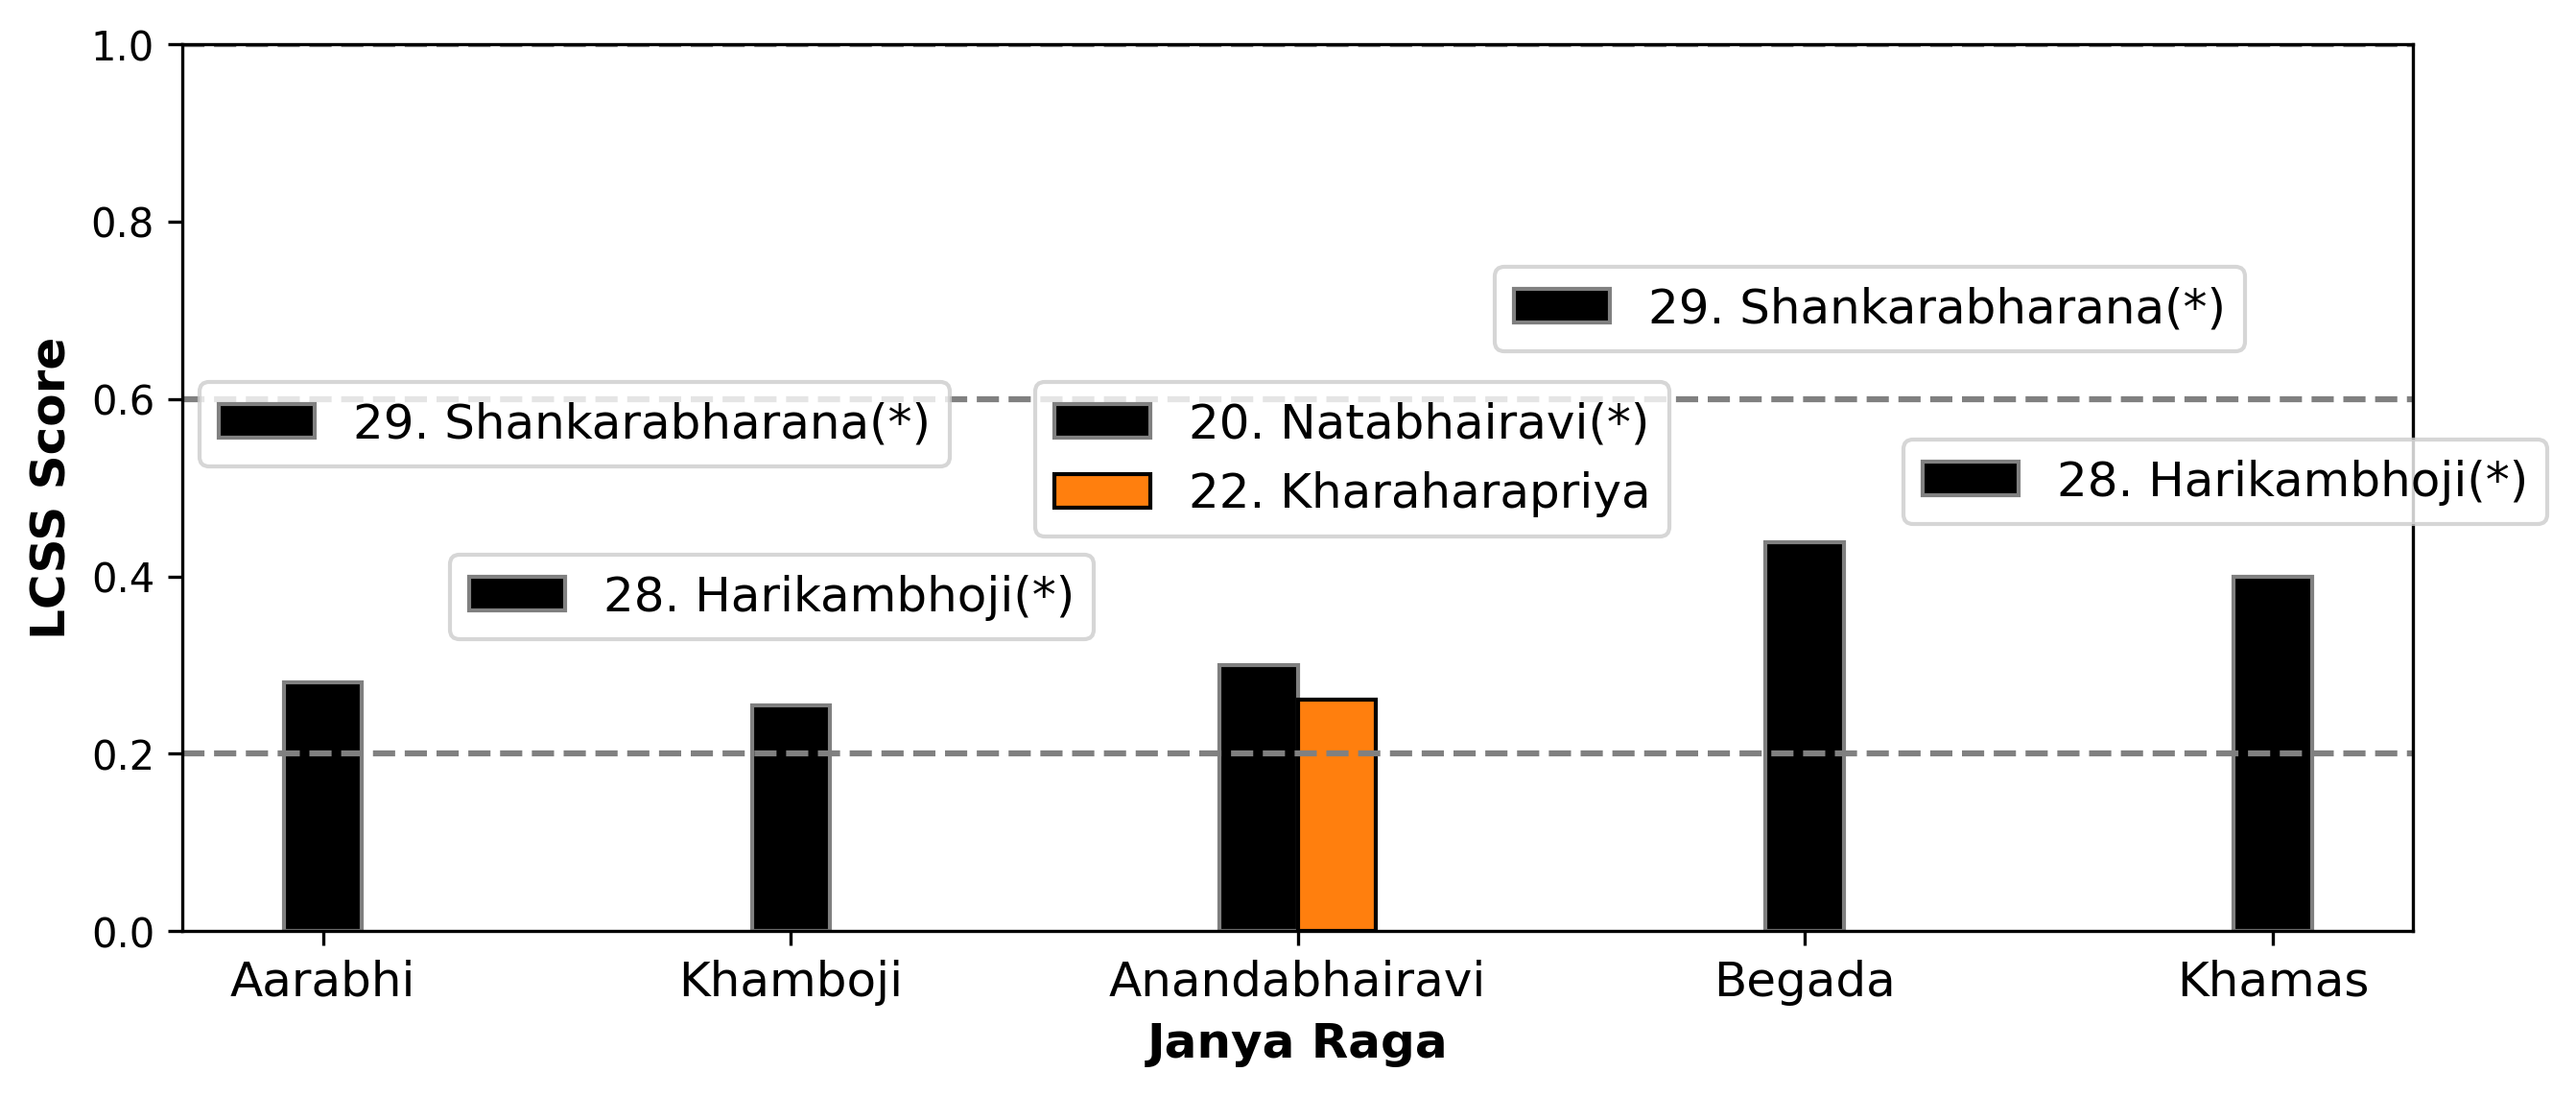 1.0
0.8
0.6
0.4
0.2
0.0
LCSS Score
29. Shankarabharana(*)
28. Harikambhoji(*)
20. Natabhairavi(*)
22. Kharaharapriya
29. Shankarabharana(*)
28. Harikambhoji(*)
Aarabhi
Khamboji
Anandabhairavi
Begada
Khamas
Janya Raga